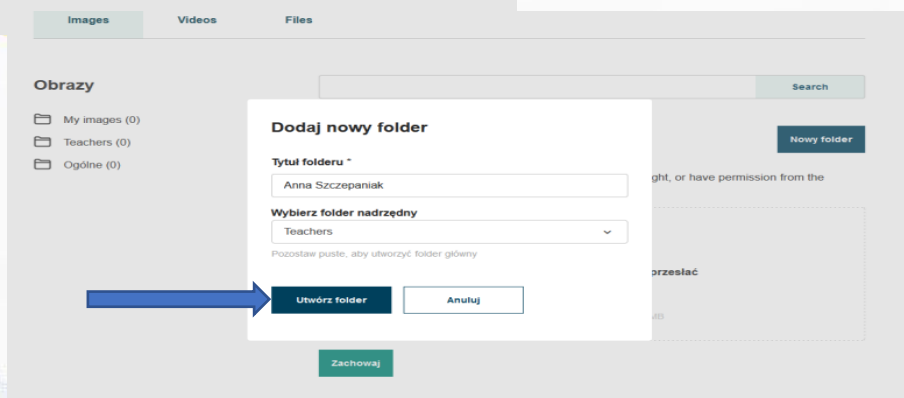 Images Videos Files
Obrazy
Search
My images (0)
Teachers (0)
Ogólne (0)
Nowy folder
ght, or have permission from the
Dodaj nowy folder
Tytuł folderu *
Anna Szczepaniak
Wybierz folder nadrzędny
Teachers
Pozostaw puste, aby utworzyć folder główny
Utwórz folder Anuluj
przesłać
MB
Zachowaj